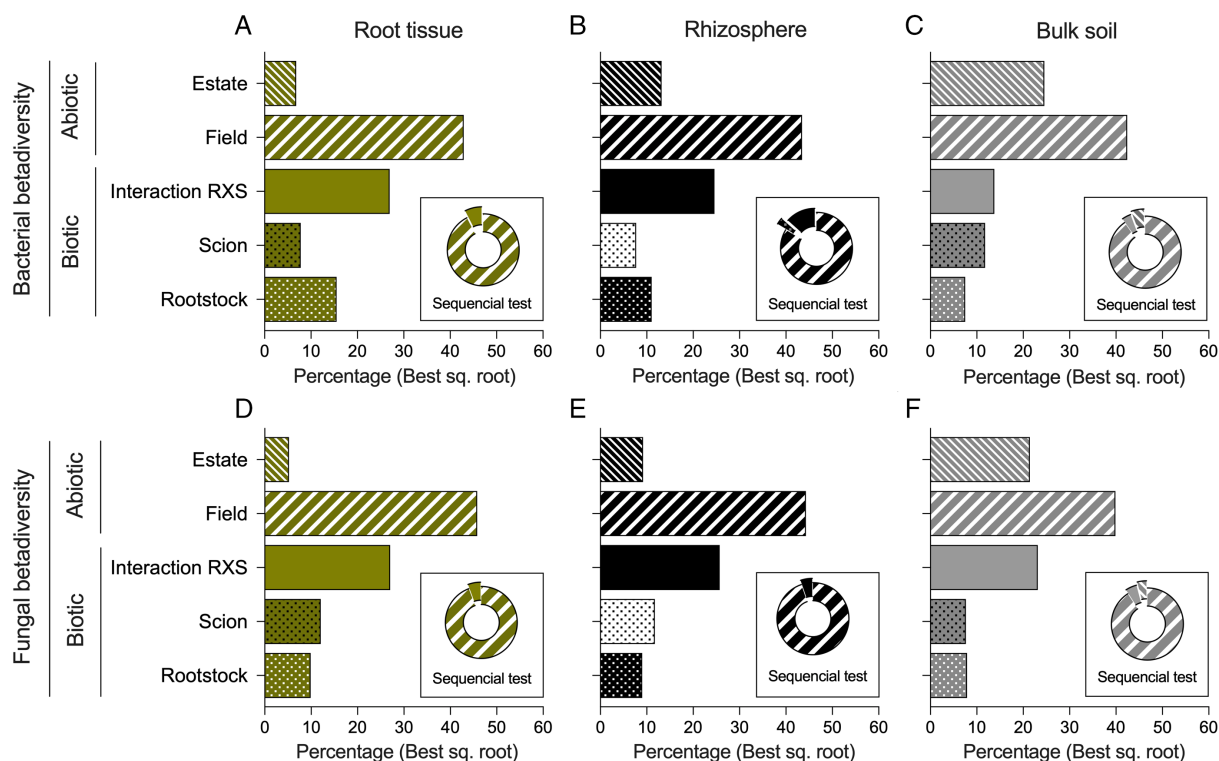 A Root tissue
B Rhizosphere
C Bulk soil
Bacterial betadiversity
Abiotic
Biotic
Estate
Field
Interaction RXS
Scion
Rootstock
Sequencial test
Sequencial test
Sequencial test
0 10 20 30 40 50 60
0 10 20 30 40 50 60
0 10 20 30 40 50 60
Percentage (Best sq. root)
Percentage (Best sq. root)
Percentage (Best sq. root)
D
E
F
Fungal betadiversity
Abiotic
Biotic
Estate
Field
Interaction RXS
Scion
Rootstock
Sequencial test
Sequencial test
Sequencial test
0 10 20 30 40 50 60
0 10 20 30 40 50 60
0 10 20 30 40 50 60
Percentage (Best sq. root)
Percentage (Best sq. root)
Percentage (Best sq. root)